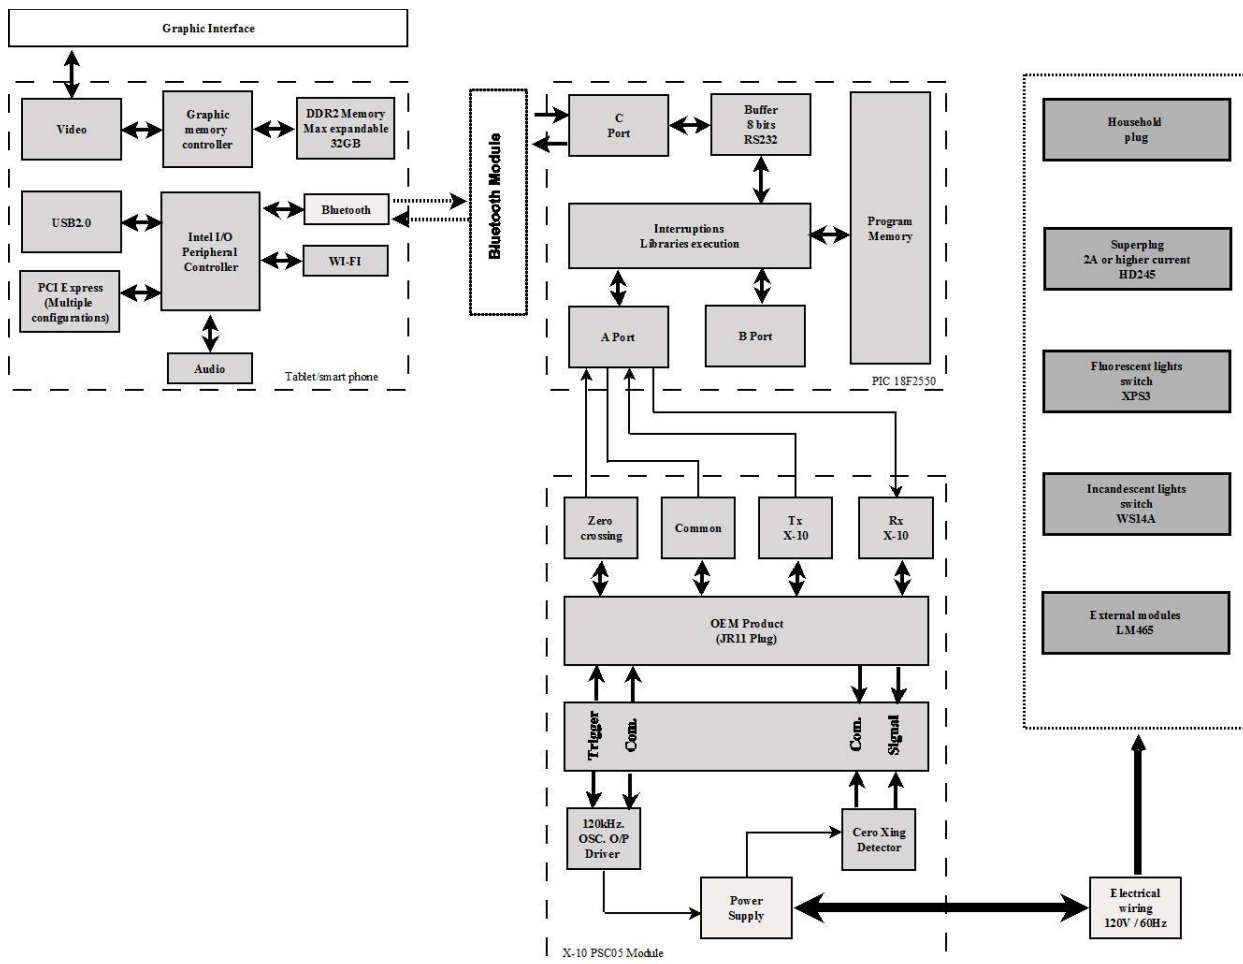 Graphic Interface
Video
Graphic
memory
controller
DDR2 Memory
Max expandable
32GB
USB2.0
Intel I/O
Peripheral
Controller
Bluetooth
WI-FI
PCI Express
(Multiple
configurations)
Audio
Tablet/smart phone
Bluetooth Module
C
Port
Buffer
8 bits
RS232
Interruptions
Libraries execution
Program
Memory
A Port
B Port
PIC 18F2550
Zero
crossing
Common
Tx
X-10
Rx
X-10
OEM Product
(JR11 Plug)
Trigger
Com.
Com.
Signal
120kHz.
OSC. O/P
Driver
Cero Xing
Detector
Power
Supply
X-10 PSC05 Module
Household
plug
Superplug
2A or higher current
HD245
Fluorescent lights
switch
XPS3
Incandescent lights
switch
WS14A
External modules
LM465
Electrical
wiring
120V / 60Hz